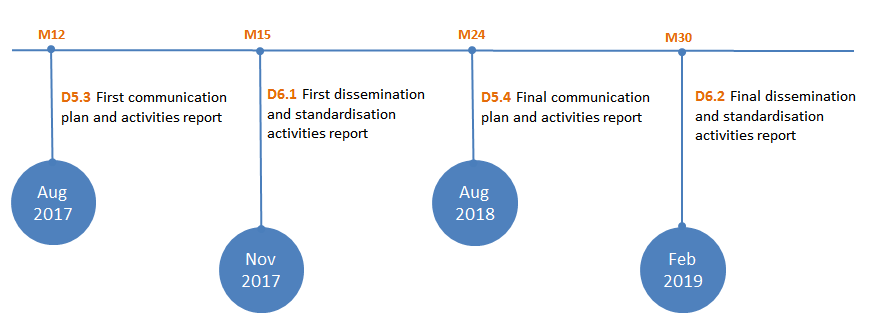 M12
M15
M24
M30
D5.3 First communication
plan and activities report
D6.1 First dissemination
and standardisation
activities report
D5.4 Final communication
plan and activities report
D6.2 Final dissemination
and standardisation
activities report
Aug
2017
Nov
2017
Aug
2018
Feb
2019